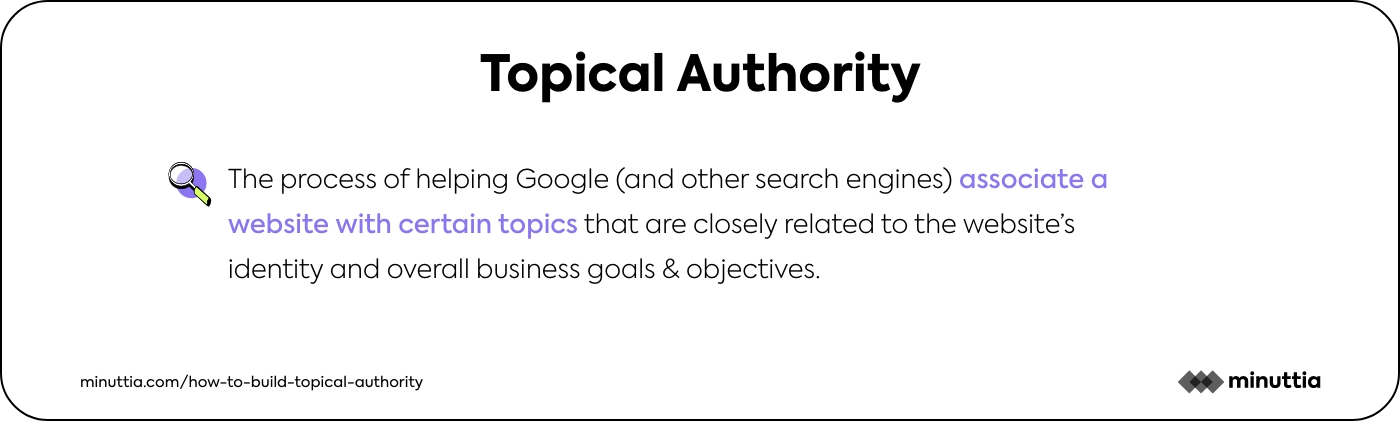 Topical Authority
The process of helping Google (and other search engines) associate a
website with certain topics that are closely related to the website’s
identity and overall business goals & objectives.
minuttia.com/how-to-build-topical-authority
minuttia